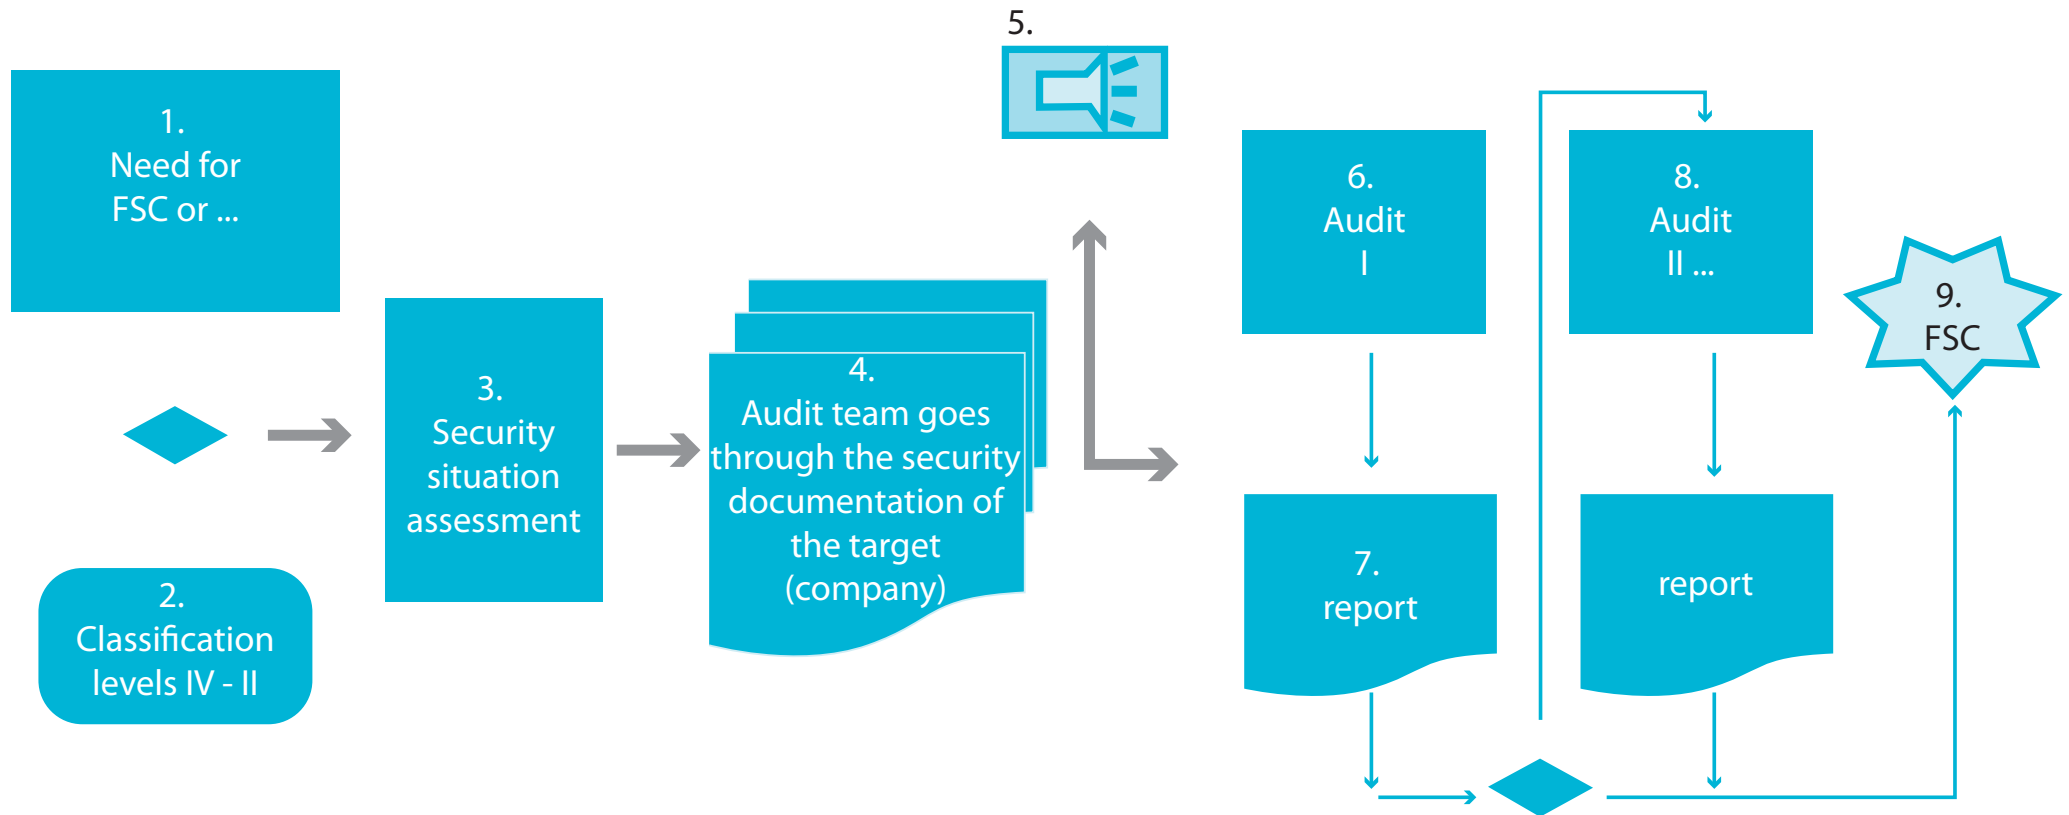 1.
Need for
FSC or ...
2.
Classification
levels IV - II
3.
Security
situation
assessment
4.
Audit team goes
through the security
documentation of
the target
(company)
5.
6.
Audit
I
7.
report
8.
Audit
II ...
report
9.
FSC